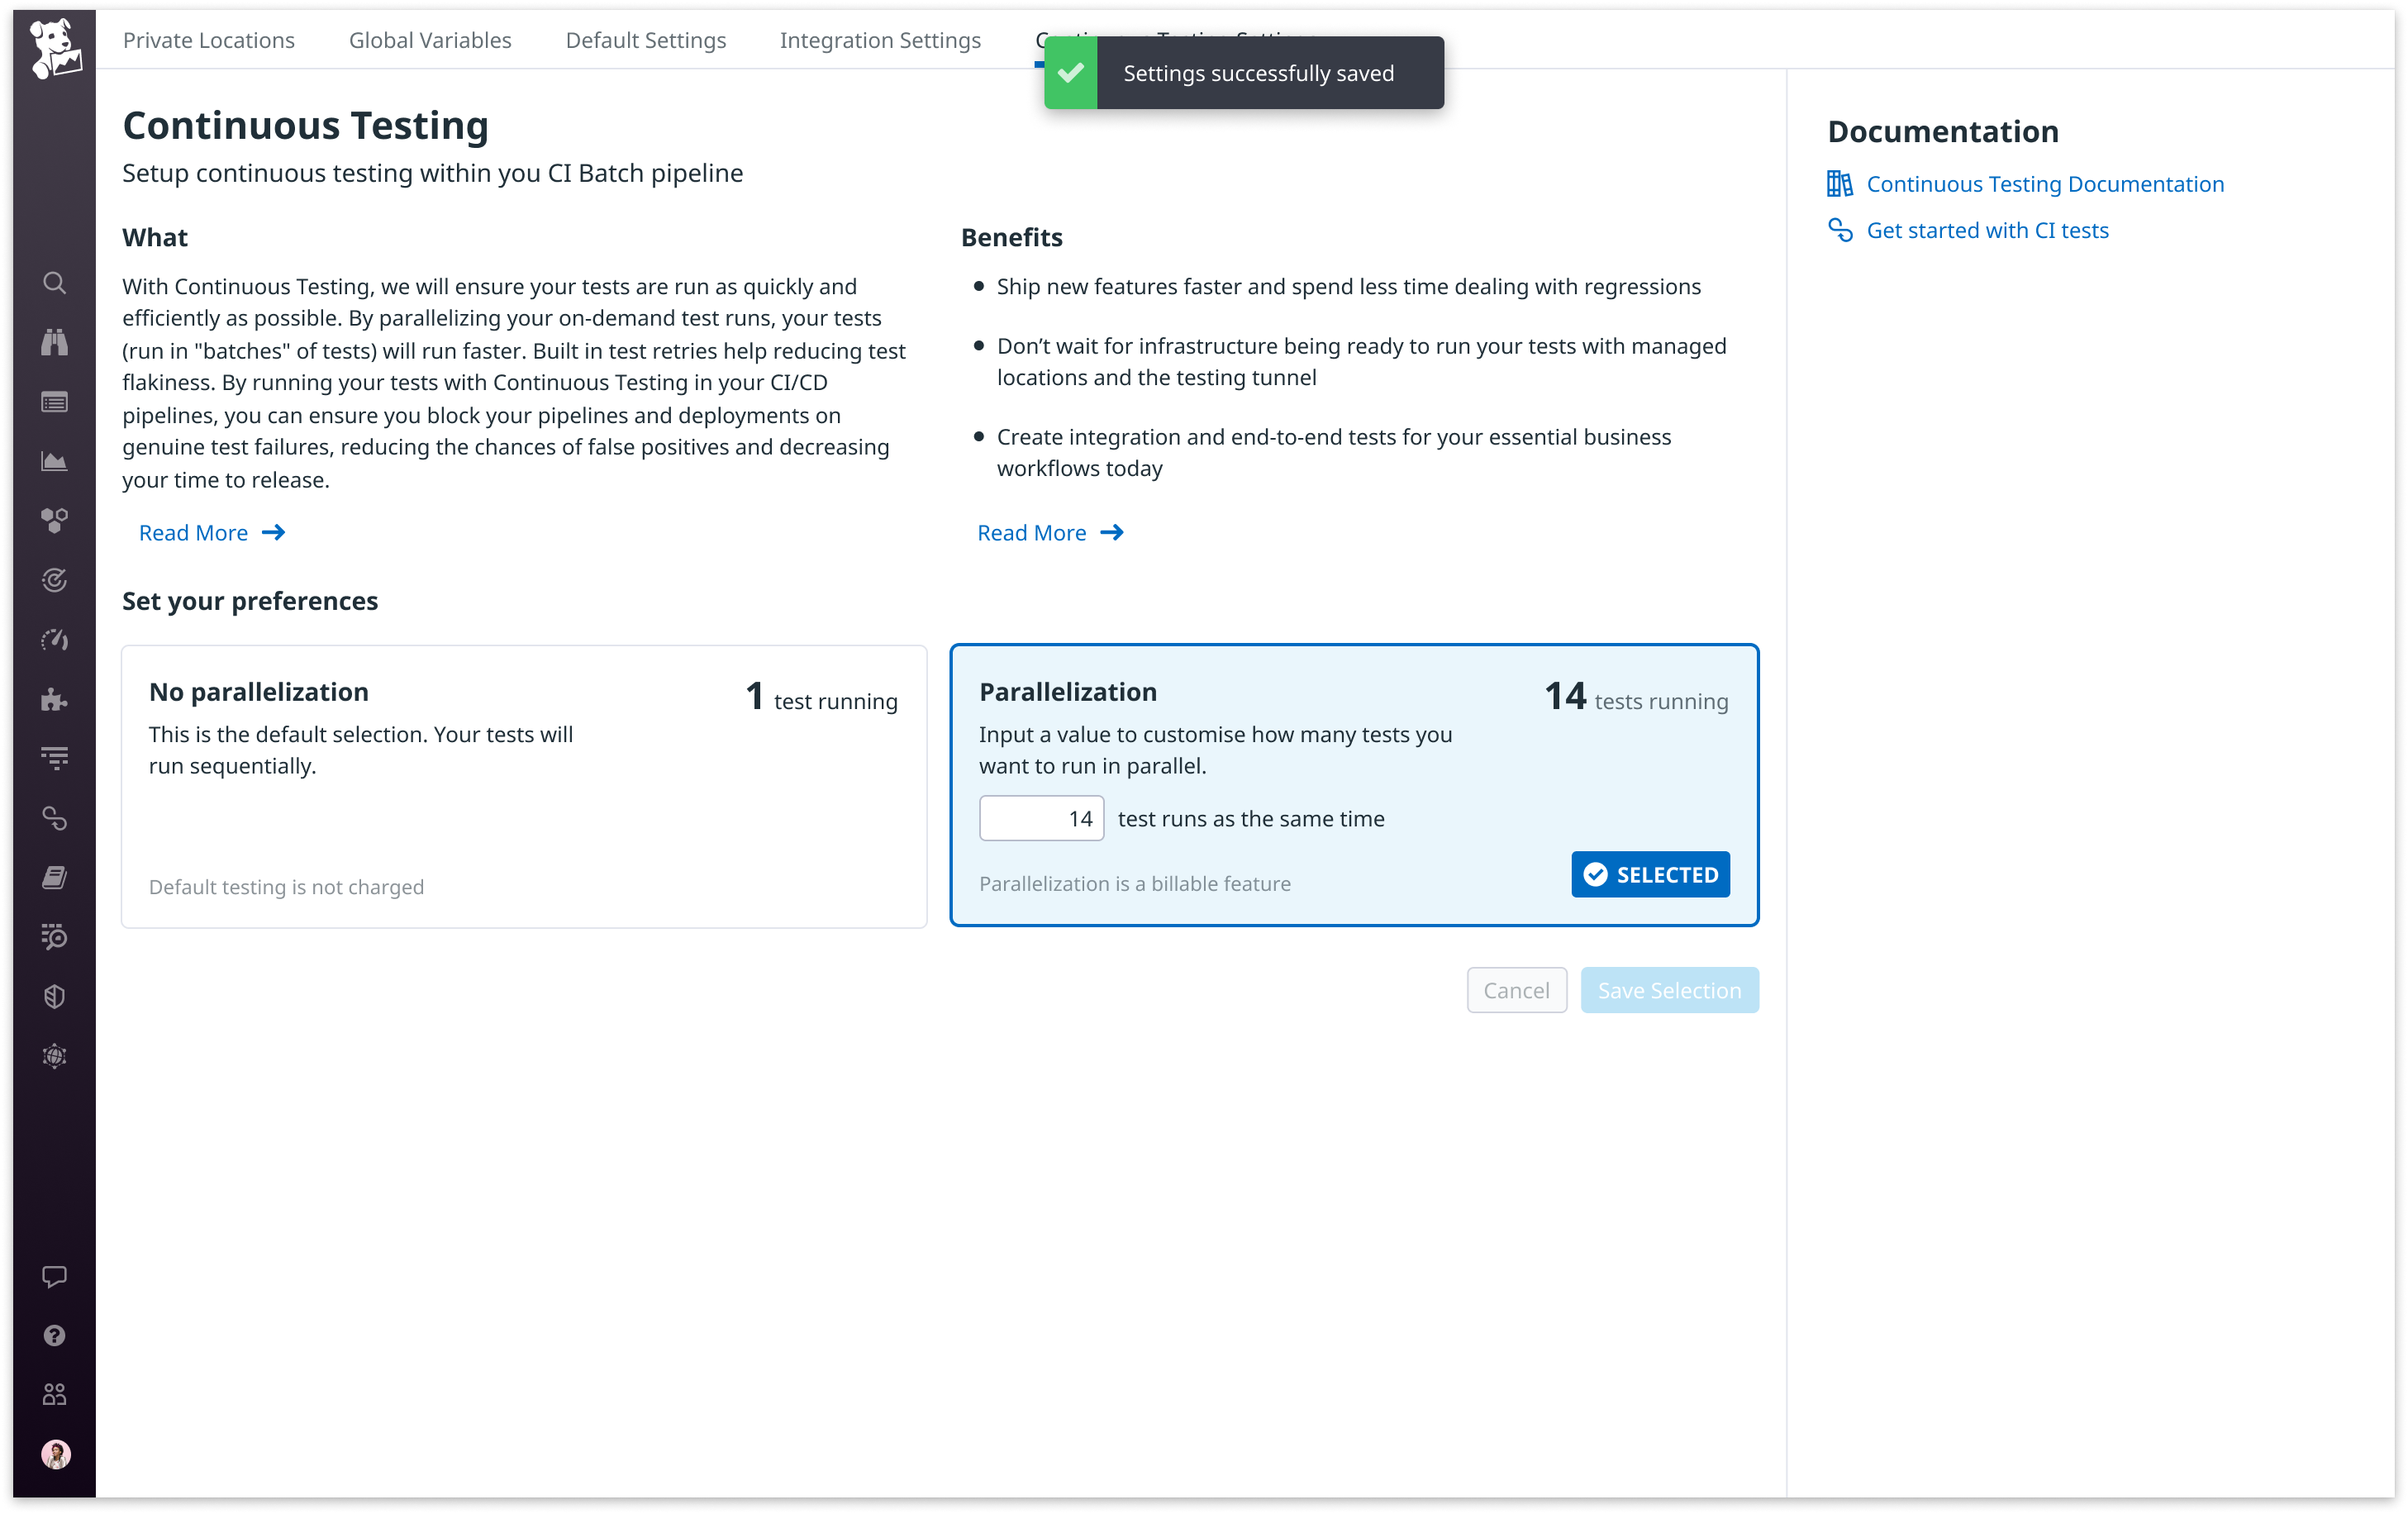 Private Locations
Global Variables
Default Settings
Integration Settings
Settings successfully saved
Continuous Testing
Setup continuous testing within you CI Batch pipeline
What
With Continuous Testing, we will ensure your tests are run as quickly and
efficiently as possible. By parallelizing your on-demand test runs, your tests
(run in "batches" of tests) will run faster. Built in test retries help reducing test
flakiness. By running your tests with Continuous Testing in your CI/CD
pipelines, you can ensure you block your pipelines and deployments on
genuine test failures, reducing the chances of false positives and decreasing
your time to release.
Read More
Benefits
Ship new features faster and spend less time dealing with regressions
Don’t wait for infrastructure being ready to run your tests with managed
locations and the testing tunnel
Create integration and end-to-end tests for your essential business
workflows today
Read More
Set your preferences
No parallelization
1 test running
This is the default selection. Your tests will
run sequentially.
Default testing is not charged
Parallelization
14 tests running
Input a value to customise how many tests you
want to run in parallel.
14 test runs as the same time
Parallelization is a billable feature
SELECTED
Cancel
Save Selection
Documentation
Continuous Testing Documentation
Get started with CI tests